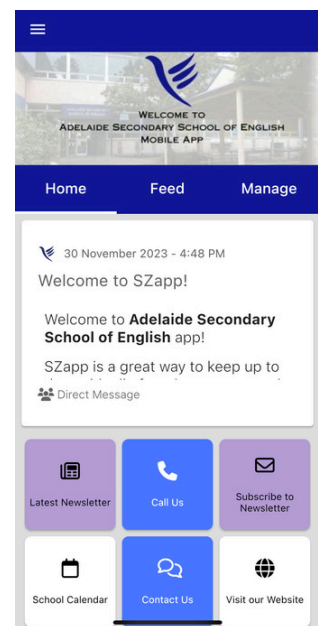 WELCOME TO
ADELAIDE SECONDARY SCHOOL OF ENGLISH
MOBILE APP
Home Feed Manage
30 November 2023 - 4:48 PM
Welcome to SZapp!
Welcome to Adelaide Secondary
School of English app!
SZapp is a great way to keep up to
Direct Message
Latest Newsletter
Call Us
Subscribe to
Newsletter
School Calendar
Contact Us
Visit our Website